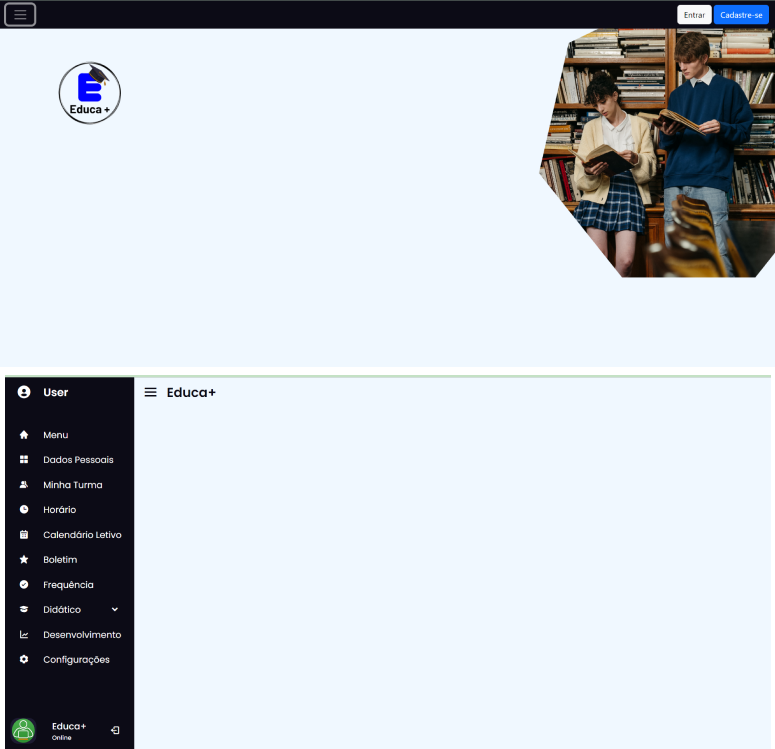 Entrar
Cadastre-se
E
Educa +
User
Educa+
Menu
Dados Pessoais
Minha Turma
Horário
Calendário Letivo
Boletim
Frequência
Didático
Desenvolvimento
Configurações
Educa+
Online